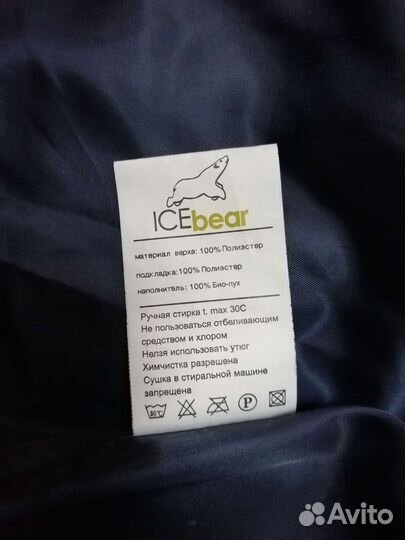 ICEbear
материал верха: 100% Полиэстер
подкладка: 100% Полиэстер
наполнитель: 100% Био-пух
Ручная стирка t. max 30C
Не пользоваться отбеливающим
средством и хлором
Нелзя использовать утюг
Химчистка разрешена
Сушка в стиральной машине
запрещена
P
Avito